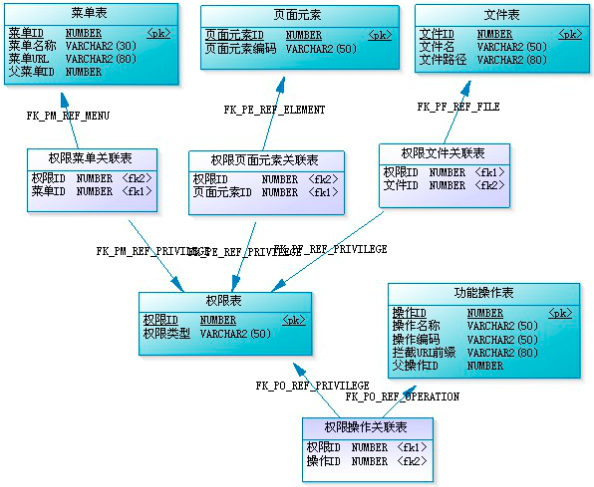 菜单表
菜单ID NUMBER <pk>
菜单名称 VARCHAR2(30)
菜单URL VARCHAR2(80)
父菜单ID NUMBER
页面元素
页面元素ID NUMBER <pk>
页面元素编码 VARCHAR2(50)
文件表
文件ID NUMBER <pk>
文件名 VARCHAR2(50)
文件路径 VARCHAR2(80)
FK_PM_REF_MENU
FK_PE_REF_ELEMENT
FK_PF_REF_FILE
权限菜单关联表
权限ID NUMBER <fk2>
菜单ID NUMBER <fk1>
权限页面元素关联表
权限ID NUMBER <fk2>
页面元素ID NUMBER <fk1>
权限文件关联表
权限ID NUMBER <fk1>
文件ID NUMBER <fk2>
FK_PM_REF_PRIVILEGE
FK_PE_REF_PRIVILEGE
FK_PF_REF_PRIVILEGE
权限表
权限ID NUMBER <pk>
权限类型 VARCHAR2(50)
功能操作表
操作ID NUMBER <pk>
操作名称 VARCHAR2(50)
操作编码 VARCHAR2(50)
拦截URI前缀 VARCHAR2(80)
父操作ID NUMBER
FK_PO_REF_PRIVILEGE
FK_PO_REF_OPERATION
权限操作关联表
权限ID NUMBER <fk1>
操作ID NUMBER <fk2>